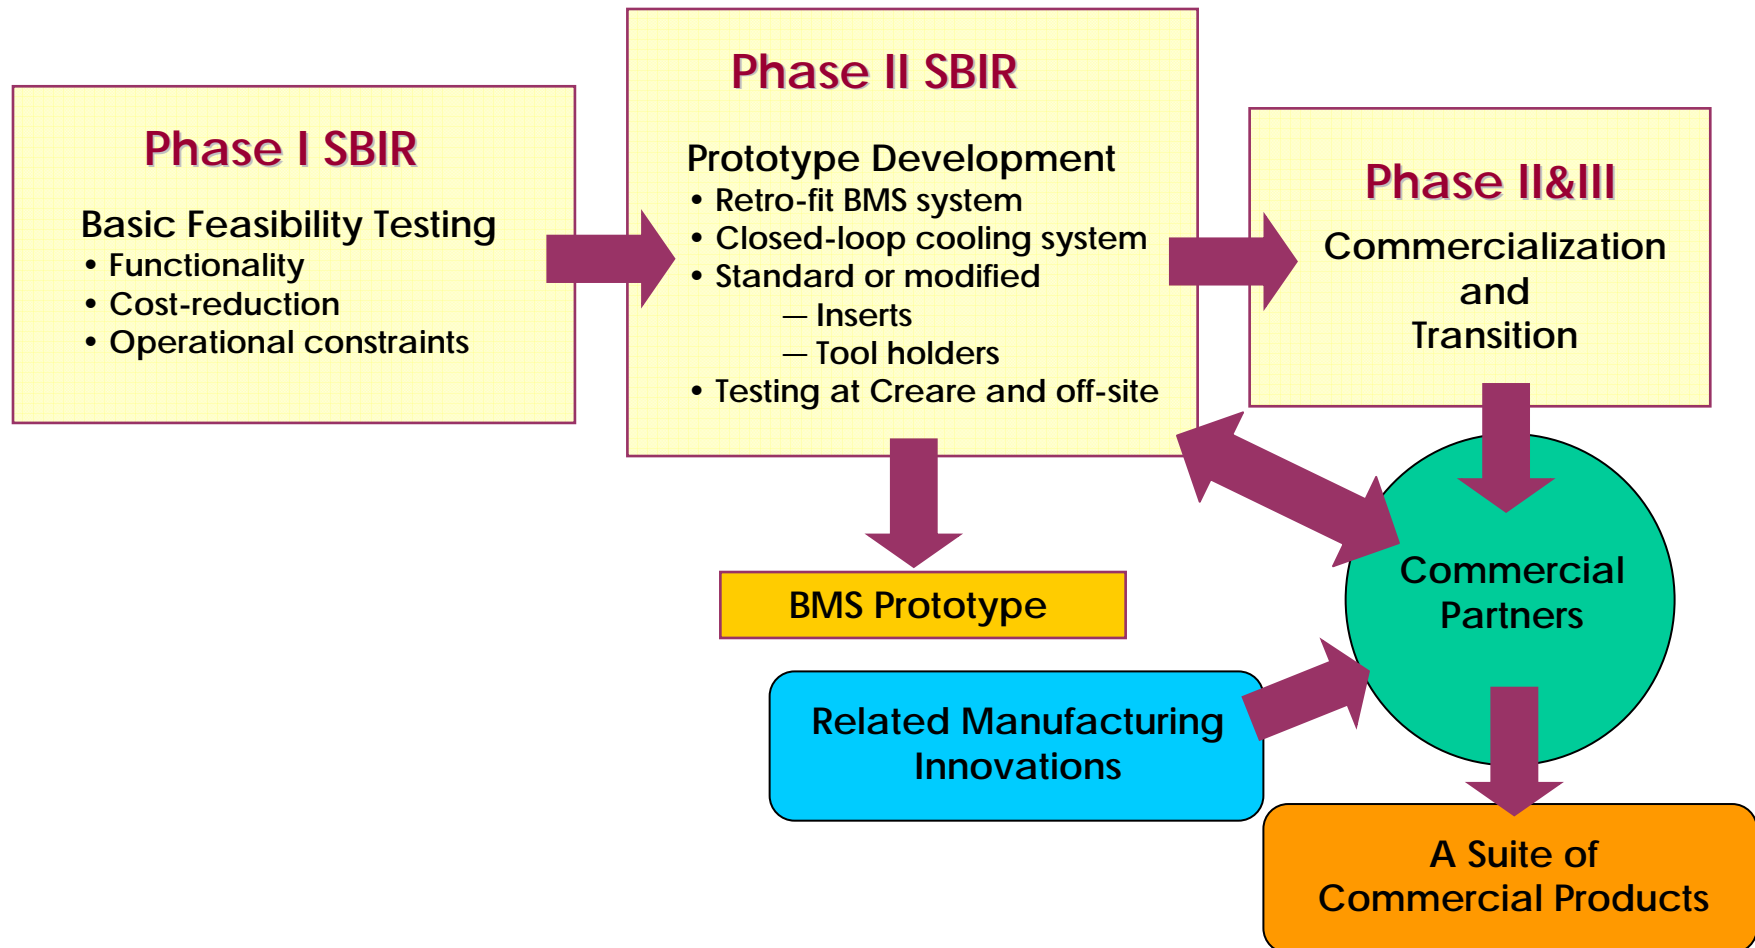 Phase I SBIR
Basic Feasibility Testing
• Functionality
• Cost-reduction
• Operational constraints
Phase II SBIR
Prototype Development
• Retro-fit BMS system
• Closed-loop cooling system
• Standard or modified
— Inserts
— Tool holders
• Testing at Creare and off-site
Phase II&III
Commercialization
and
Transition
BMS Prototype
Commercial
Partners
Related Manufacturing
Innovations
A Suite of
Commercial Products